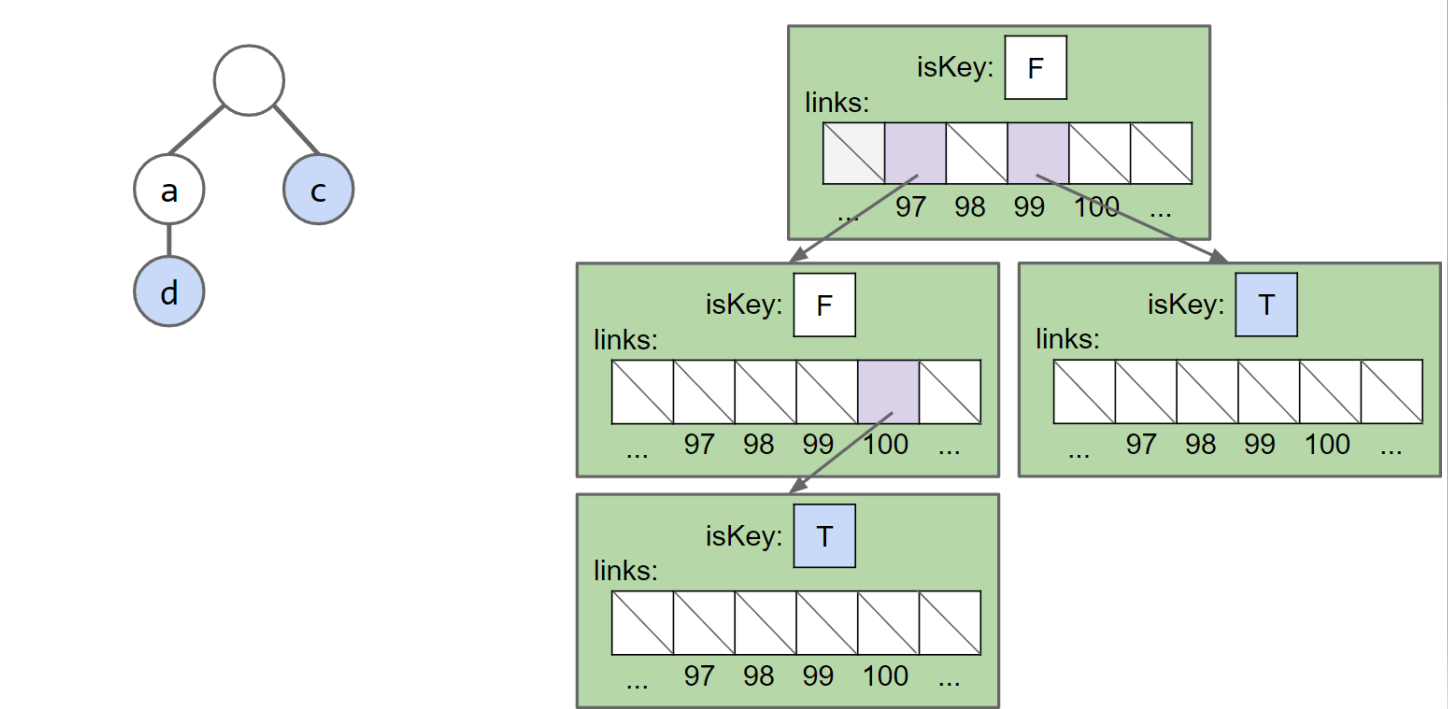 a
c
d
isKey: F
links:
... 97 98 99 100 ...
isKey: F
links:
... 97 98 99 100 ...
isKey: T
links:
... 97 98 99 100 ...
isKey: T
links:
... 97 98 99 100 ...